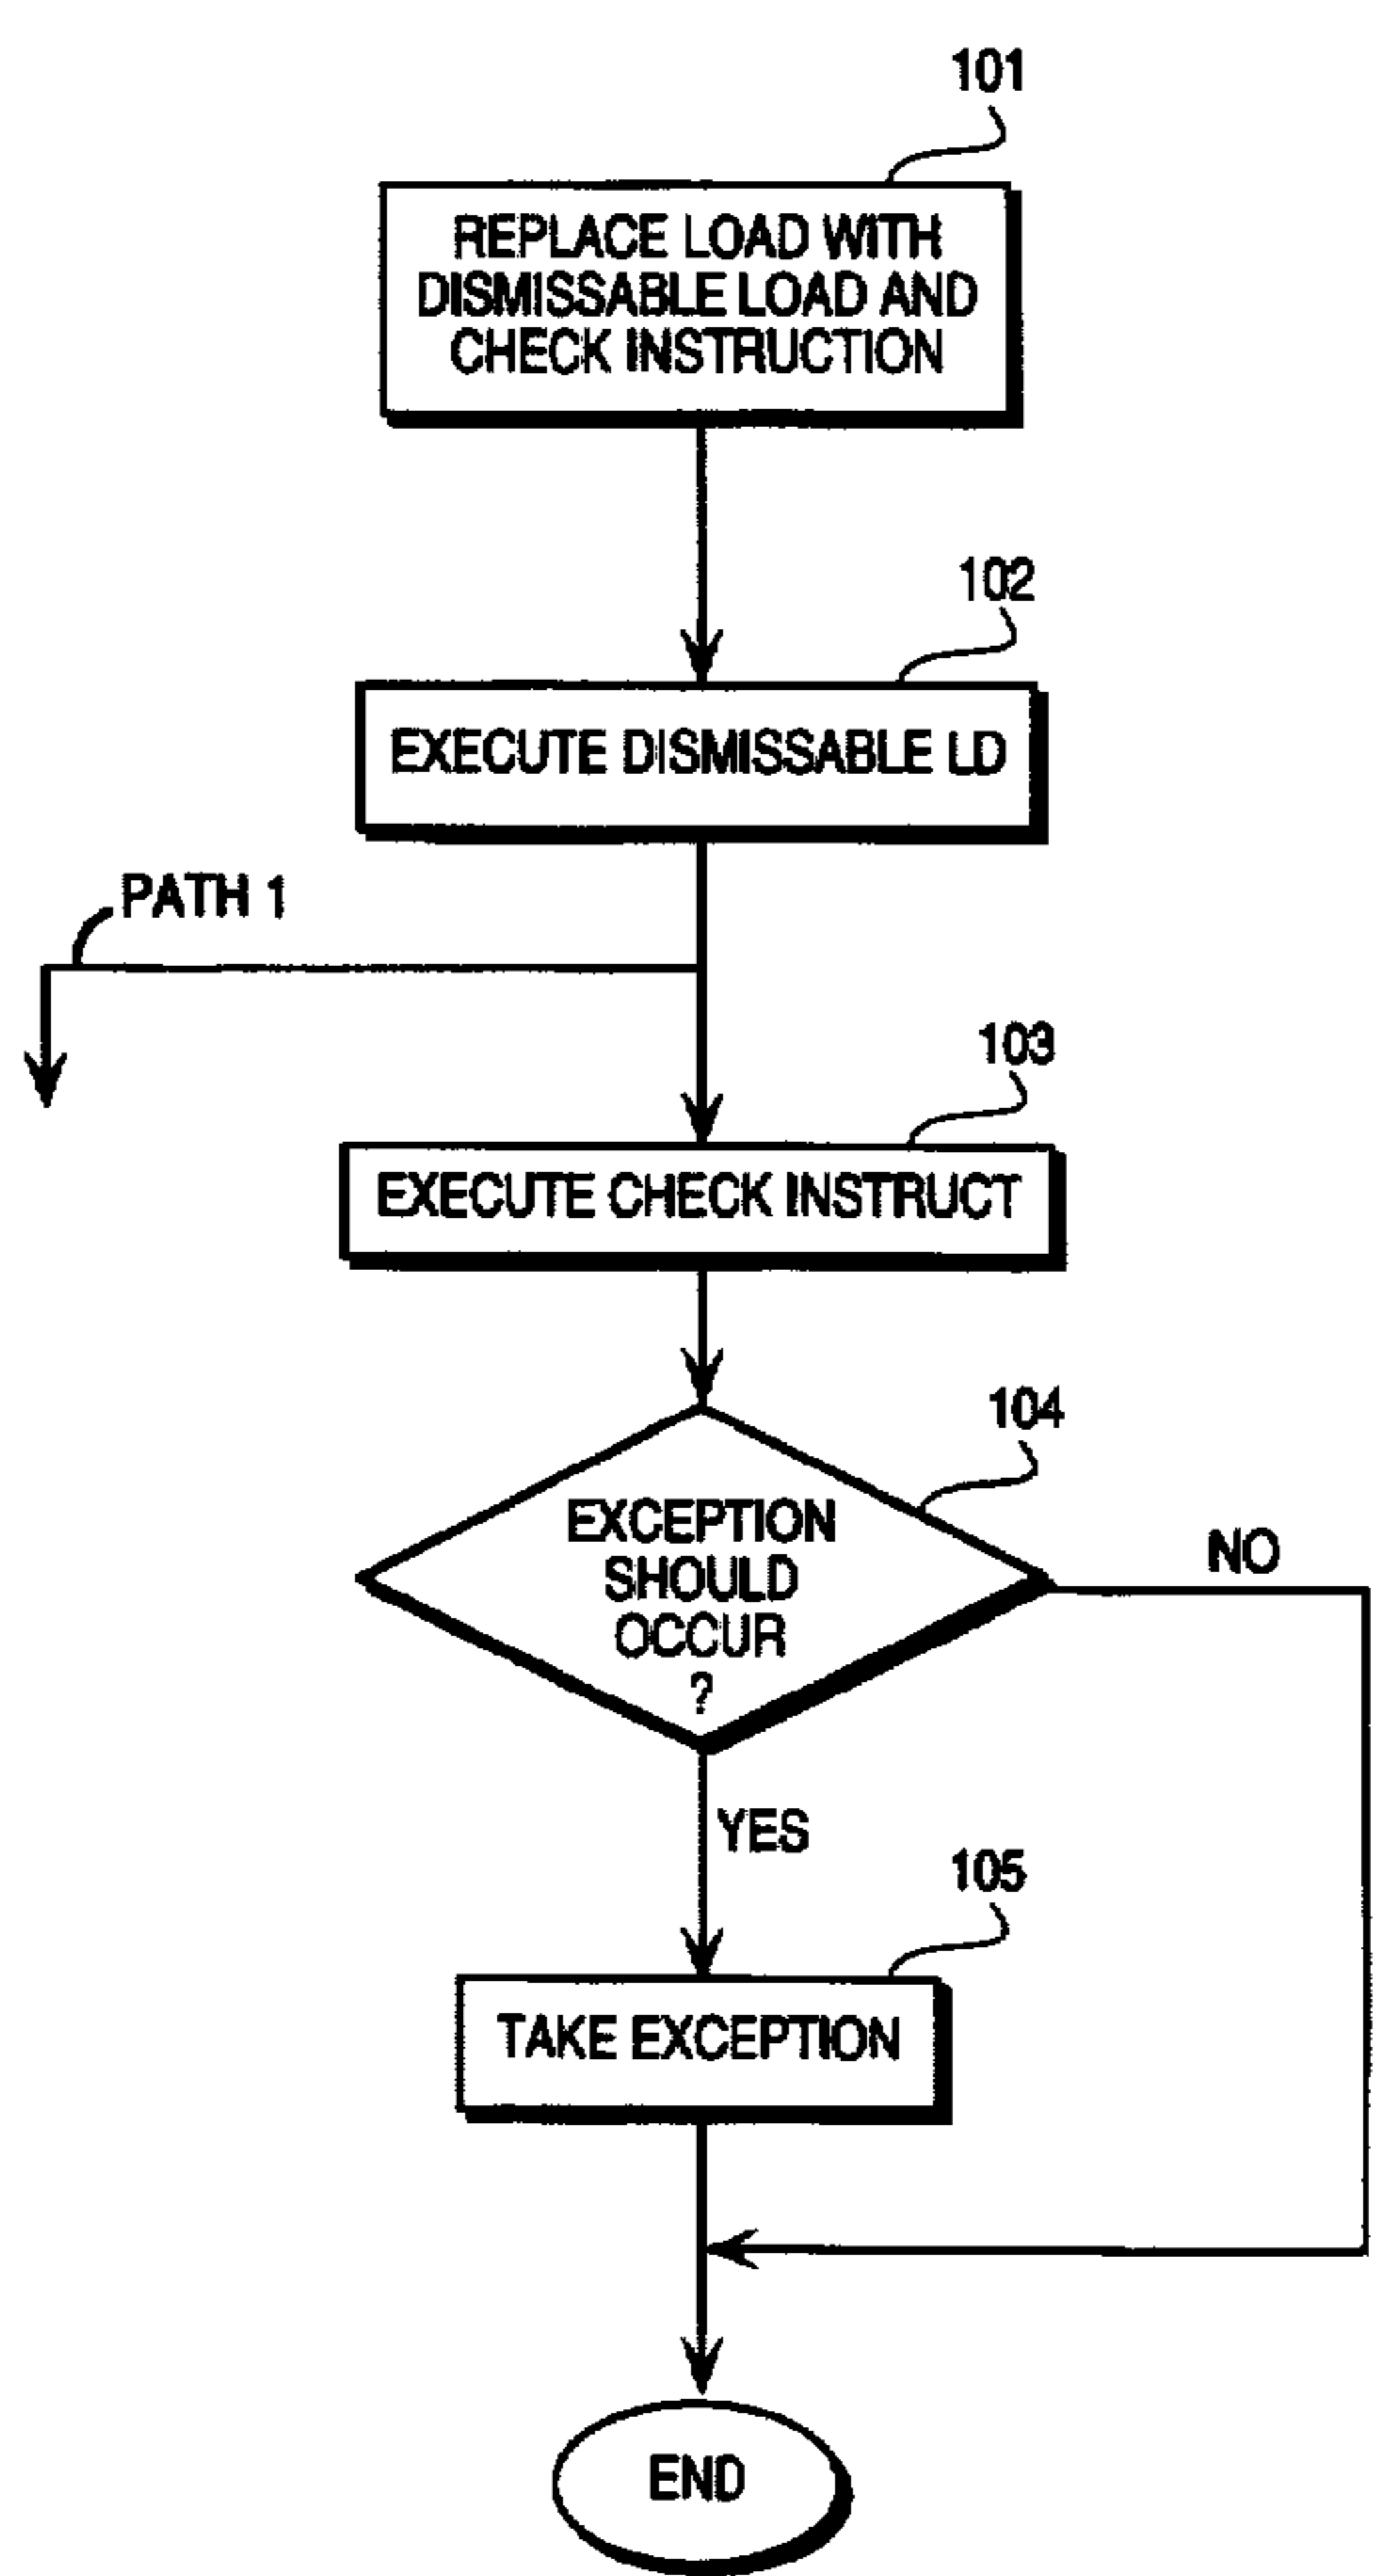 101
REPLACE LOAD WITH
DISMISSABLE LOAD AND
CHECK INSTRUCTION
102
EXECUTE DISMISSABLE LD
PATH 1
103
EXECUTE CHECK INSTRUCT
104
EXCEPTION
SHOULD
OCCUR
?
NO
YES
105
TAKE EXCEPTION
END